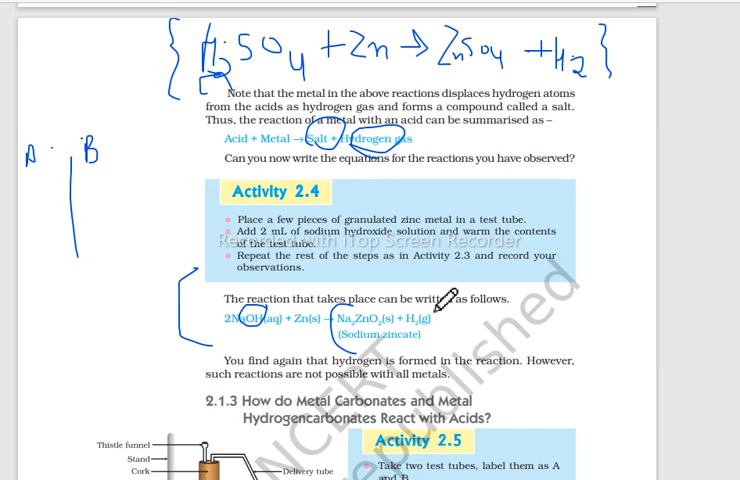 { H2SO4 + Zn → ZnSO4 + H2 }
Note that the metal in the above reactions displaces hydrogen atoms
from the acids as hydrogen gas and forms a compound called a salt.
Thus, the reaction of a metal with an acid can be summarised as –
Acid + Metal → Salt + Hydrogen gas
A B
Can you now write the equations for the reactions you have observed?
Activity 2.4
Place a few pieces of granulated zinc metal in a test tube.
Add 2 mL of sodium hydroxide solution and warm the contents
of the test tube.
Recorded with iTop Screen Recorder
Repeat the rest of the steps as in Activity 2.3 and record your
observations.
The reaction that takes place can be written as follows.
2NaOH(aq) + Zn(s) → Na₂ZnO₂(s) + H₂(g)
(Sodium zincate)
You find again that hydrogen is formed in the reaction. However,
such reactions are not possible with all metals.
2.1.3 How do Metal Carbonates and Metal
Hydrogencarbonates React with Acids?
Activity 2.5
Thistle funnel
Stand
Cork
Delivery tube
Take two test tubes, label them as A
and B.
NCERT
republished